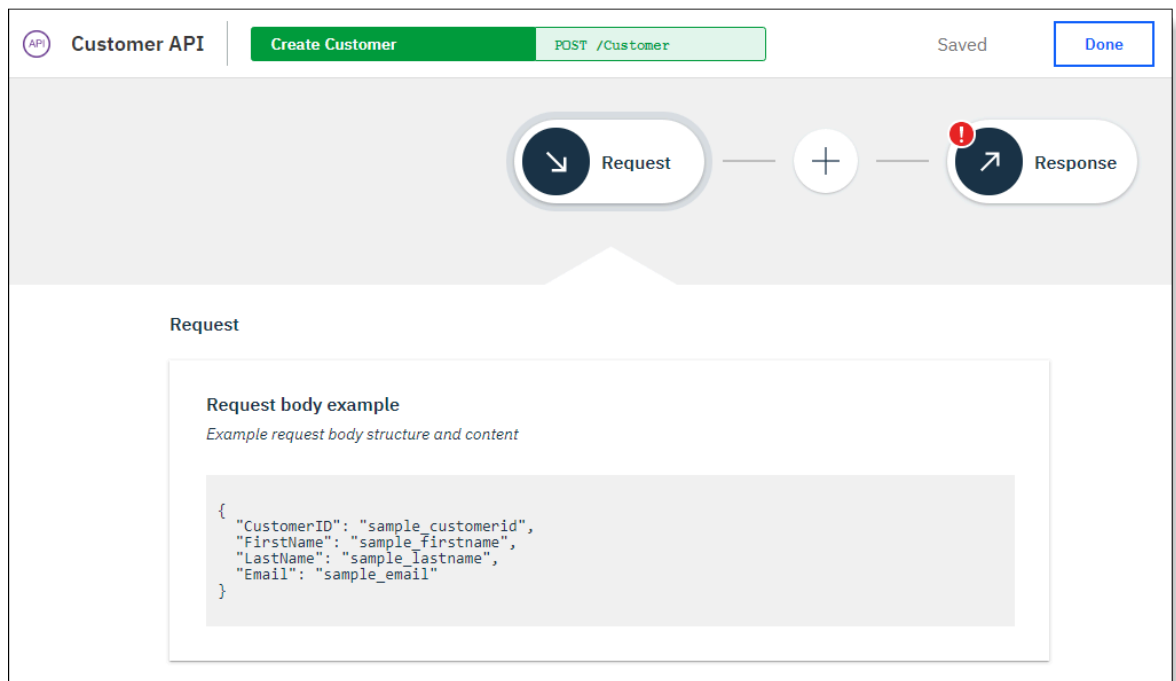 API Customer API Create Customer POST /Customer Saved Done
Request ! Response
Request
Request body example
Example request body structure and content
{
"CustomerID": "sample_customerid",
"FirstName": "sample_firstname",
"LastName": "sample_lastname",
"Email": "sample_email"
}